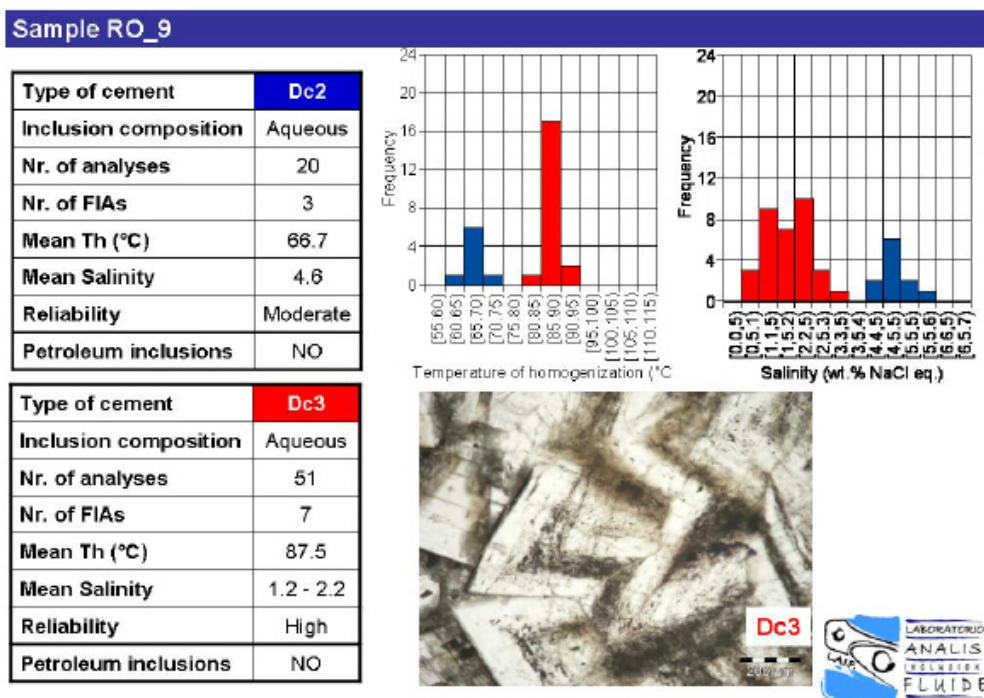 Sample RO_9
Type of cement Dc2
Inclusion composition Aqueous
Nr. of analyses 20
Nr. of FIAs 3
Mean Th (°C) 66.7
Mean Salinity 4.6
Reliability Moderate
Petroleum inclusions NO
Type of cement Dc3
Inclusion composition Aqueous
Nr. of analyses 51
Nr. of FIAs 7
Mean Th (°C) 87.5
Mean Salinity 1.2 - 2.2
Reliability High
Petroleum inclusions NO
24
20
16
12
8
4
0
Frequency
[55.60)
[60.65)
[65.70)
[70.75)
[75.80)
[80.85)
[85.90)
[90.95)
[95.100)
[100.105)
[105.110)
[110.115)
Temperature of homogenization (°C
24
20
16
12
8
4
0
Frequency
[0.0,5)
[0,5.1)
[1.1,5)
[1,5.2)
[2.2,5)
[2,5.3)
[3.3,5)
[3,5.4)
[4.4,5)
[4,5.5)
[5.5,5)
[5,5.6)
[6.6,5)
[6,5.7)
Salinity (wt.% NaCl eq.)
Dc3
200 um
LABORATORIO
ANALISI
INCLUSION
FLUIDE